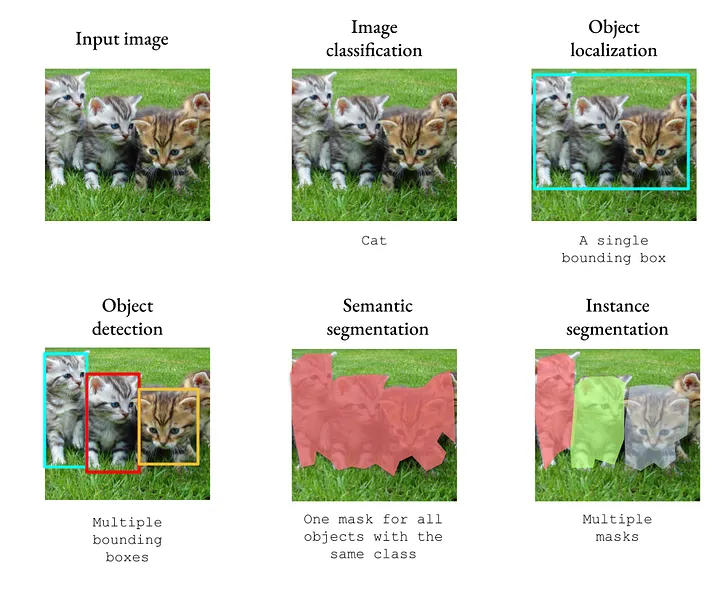 Input image
Image
classification
Object
localization
Cat
A single
bounding box
Object
detection
Semantic
segmentation
Instance
segmentation
Multiple
bounding
boxes
One mask for all
objects with the
same class
Multiple
masks